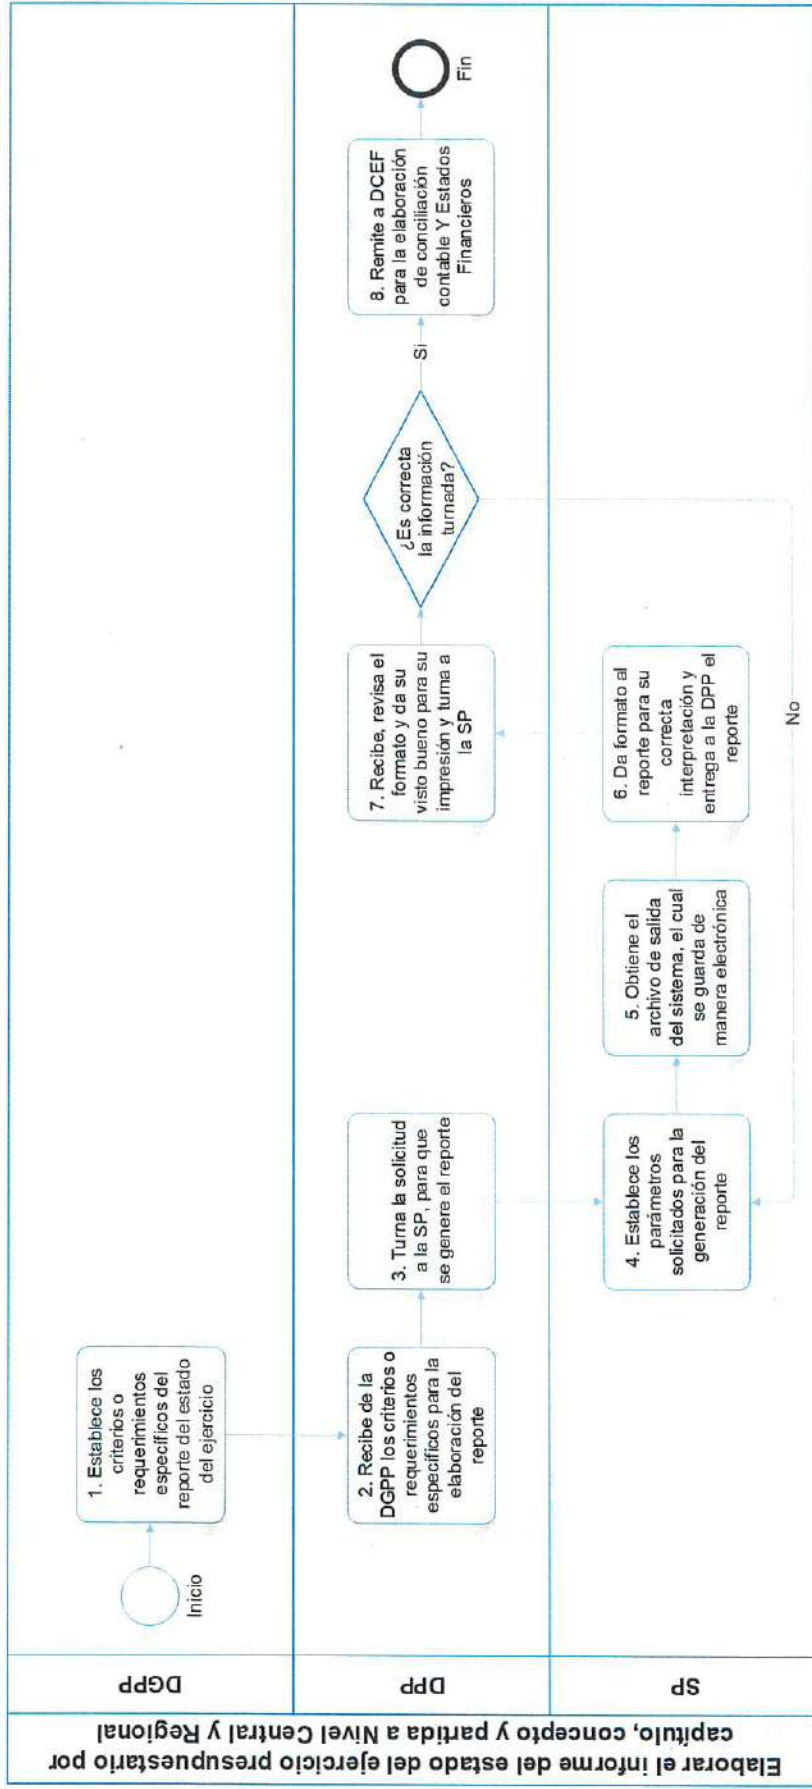 Elaborar el informe del estado del ejercicio presupuestario por
capítulo, concepto y partida a Nivel Central y Regional
DGPP
Inicio
1. Establece los
criterios o
requerimientos
específicos del
reporte del estado
del ejercicio
DPP
2. Recibe de la
DGPP los criterios o
requerimientos
específicos para la
elaboración del
reporte
3. Turna la solicitud
a la SP, para que
se genere el reporte
7. Recibe, revisa el
formato y da su
visto bueno para su
impresión y turna a
la SP
¿Es correcta
la información
turnada?
Si
8. Remite a DCEF
para la elaboración
de conciliación
contable Y Estados
Financieros
Fin
SP
4. Establece los
parámetros
solicitados para la
generación del
reporte
5. Obtiene el
archivo de salida
del sistema, el cual
se guarda de
manera electrónica
6. Da formato al
reporte para su
correcta
interpretación y
entrega a la DPP el
reporte
No